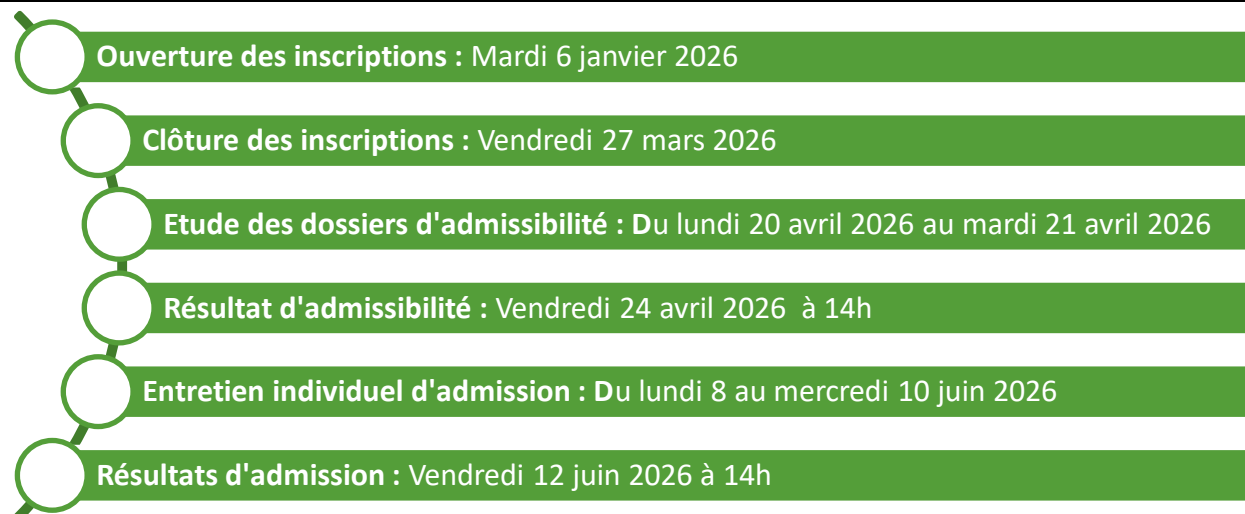 Ouverture des inscriptions : Mardi 6 janvier 2026
Clôture des inscriptions : Vendredi 27 mars 2026
Etude des dossiers d'admissibilité : Du lundi 20 avril 2026 au mardi 21 avril 2026
Résultat d'admissibilité : Vendredi 24 avril 2026  à 14h
Entretien individuel d'admission : Du lundi 8 au mercredi 10 juin 2026
Résultats d'admission : Vendredi 12 juin 2026 à 14h